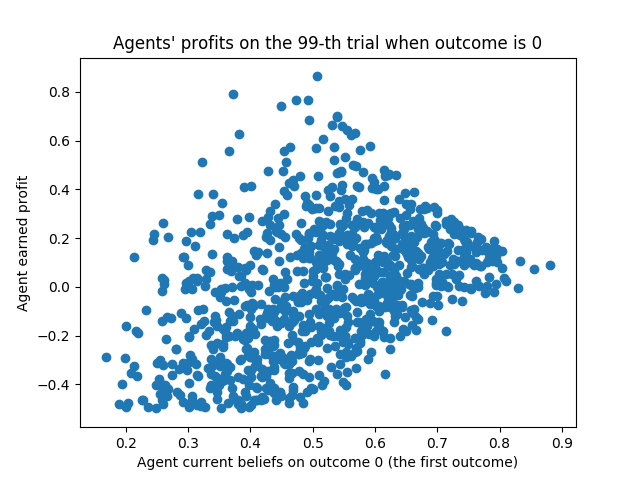 Agents' profits on the 99-th trial when outcome is 0
Agent earned profit
0.8
0.6
0.4
0.2
0.0
−0.2
−0.4
0.2 0.3 0.4 0.5 0.6 0.7 0.8 0.9
Agent current beliefs on outcome 0 (the first outcome)